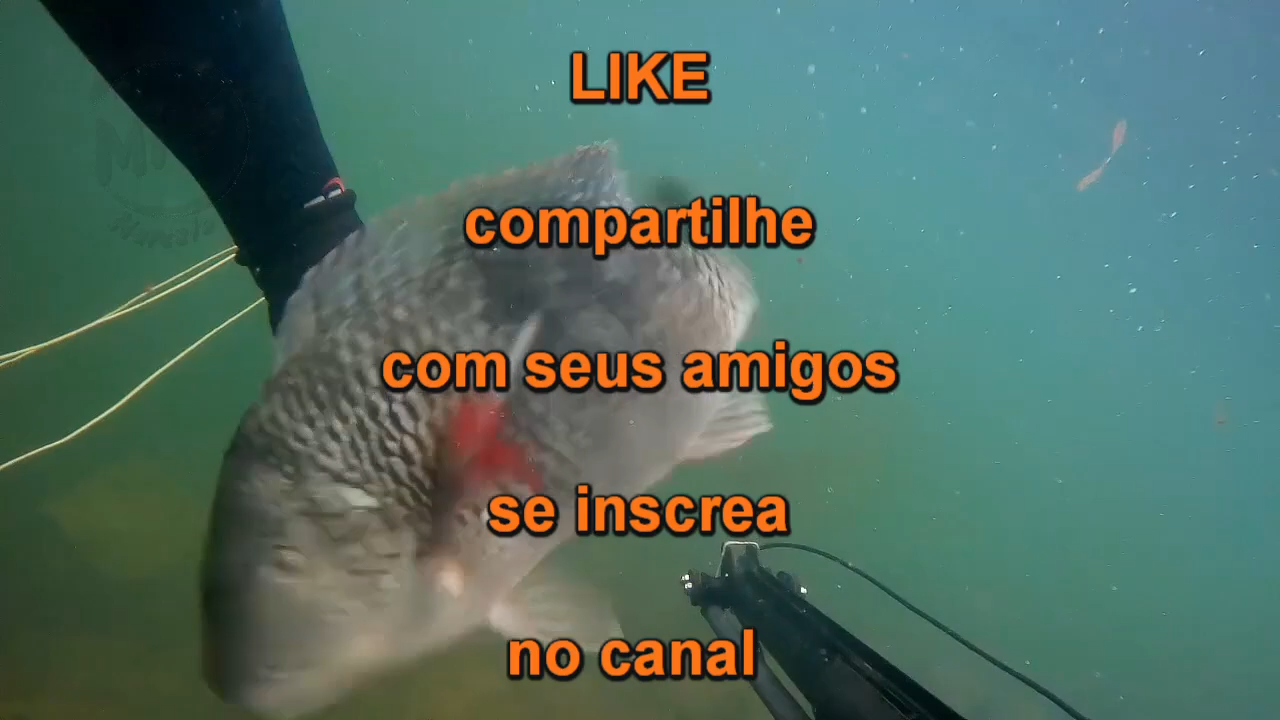 LIKE
compartilhe
com seus amigos
se inscrea
no canal